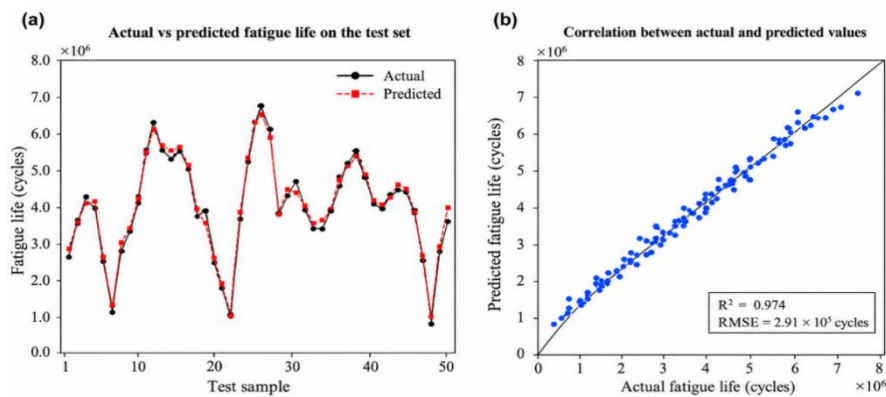 (a)
Actual vs predicted fatigue life on the test set
×10⁶
8.0
7.0
6.0
5.0
4.0
3.0
2.0
1.0
0.0
Fatigue life (cycles)
Actual
Predicted
1
10
20
30
40
50
Test sample
(b)
Correlation between actual and predicted values
×10⁶
8
7
6
5
4
3
2
1
0
Predicted fatigue life (cycles)
R² = 0.974
RMSE = 2.91 × 10⁵ cycles
0 1 2 3 4 5 6 7 8
Actual fatigue life (cycles)
×10⁶